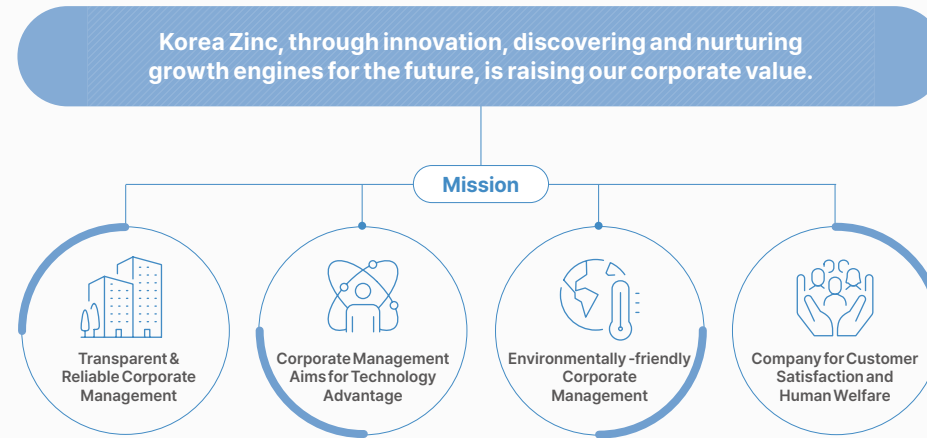 Korea Zinc, through innovation, discovering and nurturing
growth engines for the future, is raising our corporate value.
Mission
Transparent &
Reliable Corporate
Management
Corporate Management
Aims for Technology
Advantage
Environmentally -friendly
Corporate
Management
Company for Customer
Satisfaction and
Human Welfare